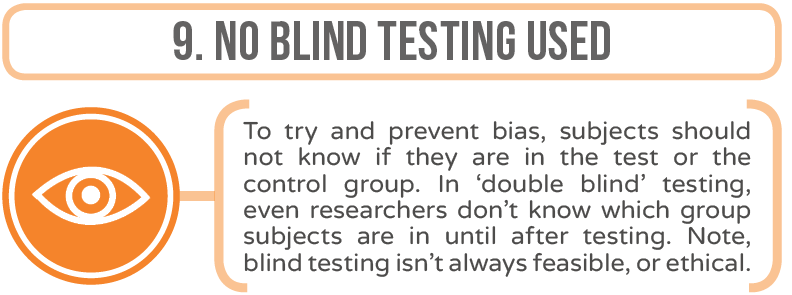 9. NO BLIND TESTING USED
To try and prevent bias, subjects should
not know if they are in the test or the
control group. In ‘double blind’ testing,
even researchers don’t know which group
subjects are in until after testing. Note,
blind testing isn’t always feasible, or ethical.